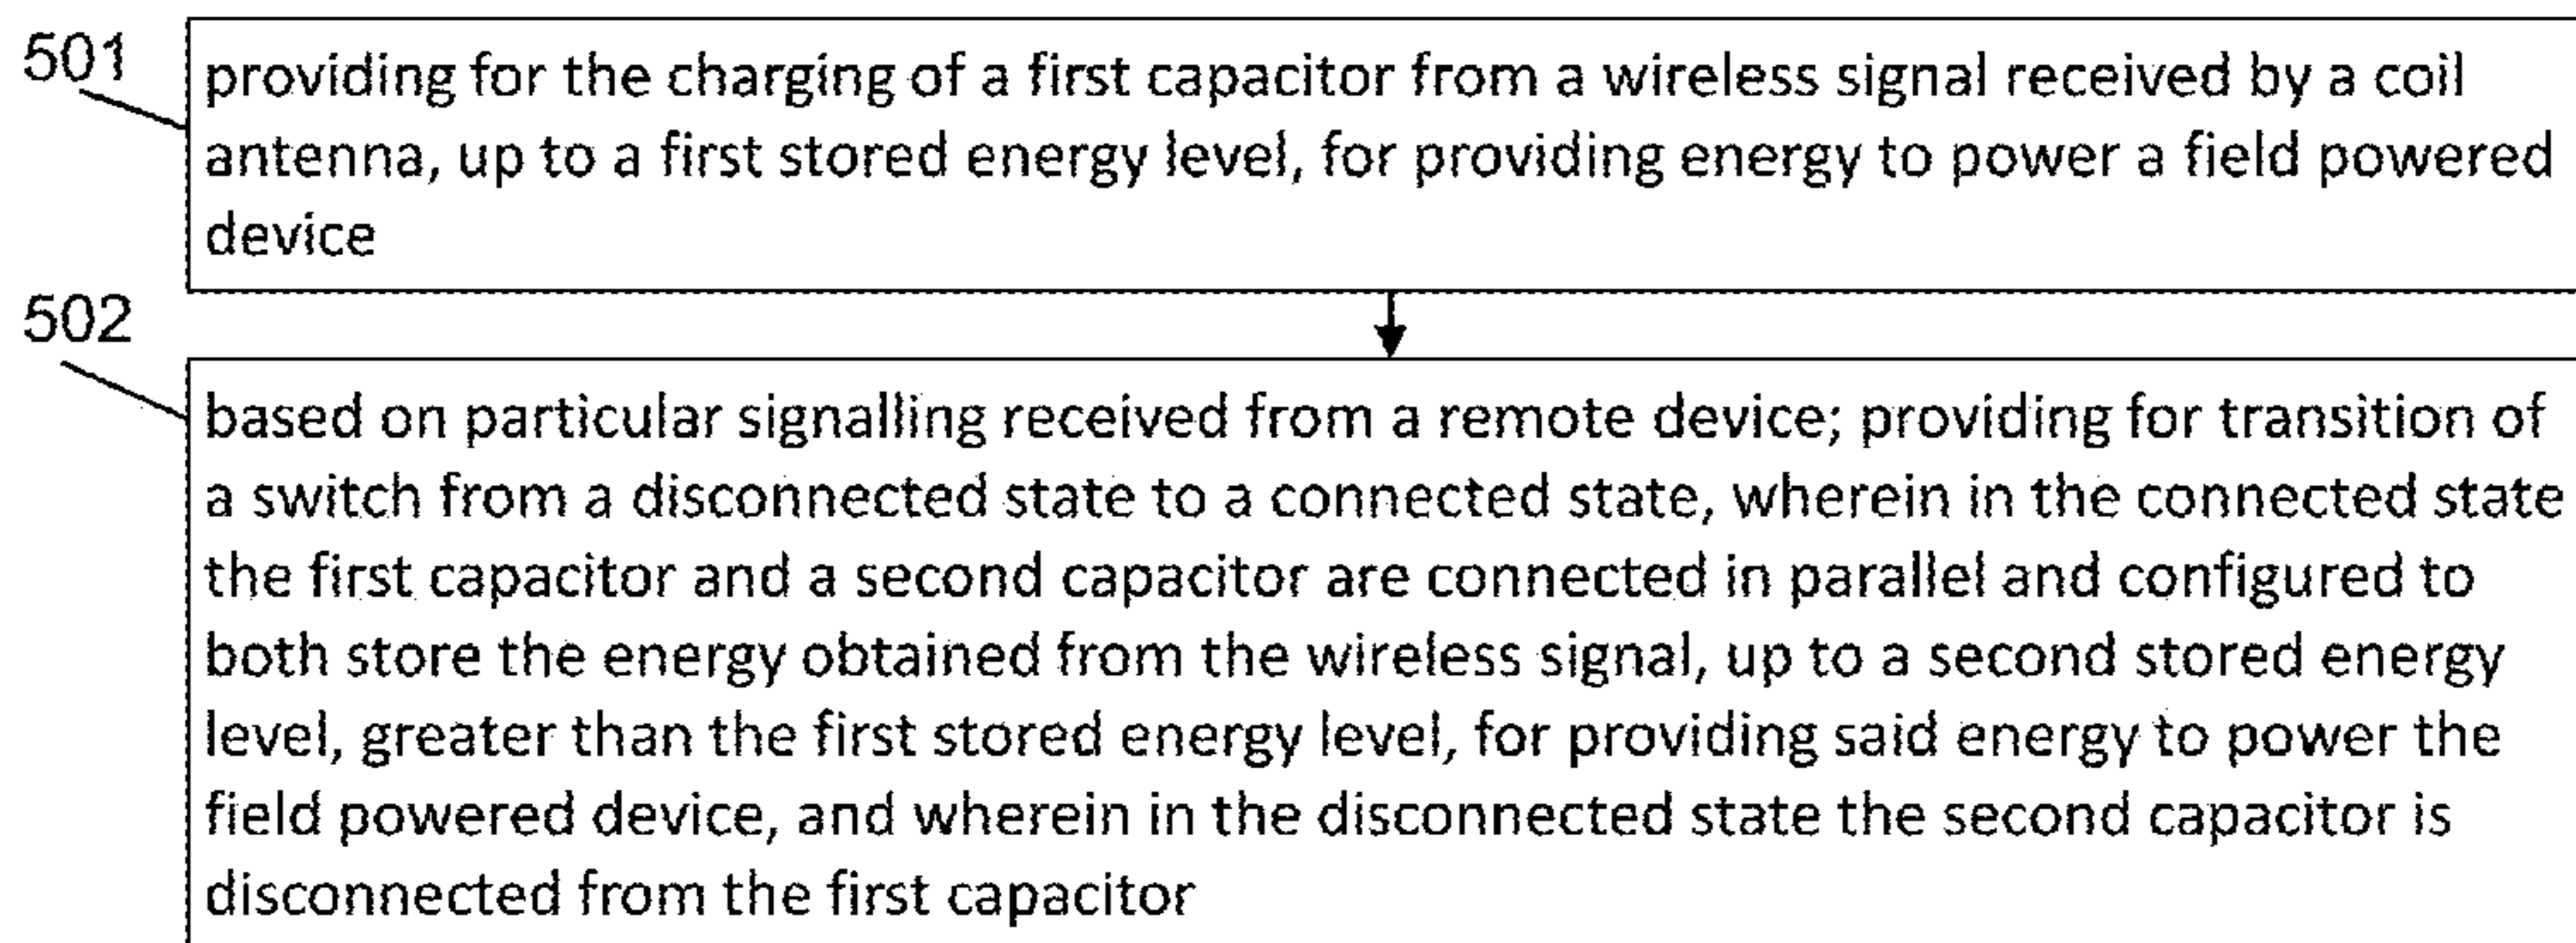 501
providing for the charging of a first capacitor from a wireless signal received by a coil
antenna, up to a first stored energy level, for providing energy to power a field powered
device
502
based on particular signalling received from a remote device; providing for transition of
a switch from a disconnected state to a connected state, wherein in the connected state
the first capacitor and a second capacitor are connected in parallel and configured to
both store the energy obtained from the wireless signal, up to a second stored energy
level, greater than the first stored energy level, for providing said energy to power the
field powered device, and wherein in the disconnected state the second capacitor is
disconnected from the first capacitor